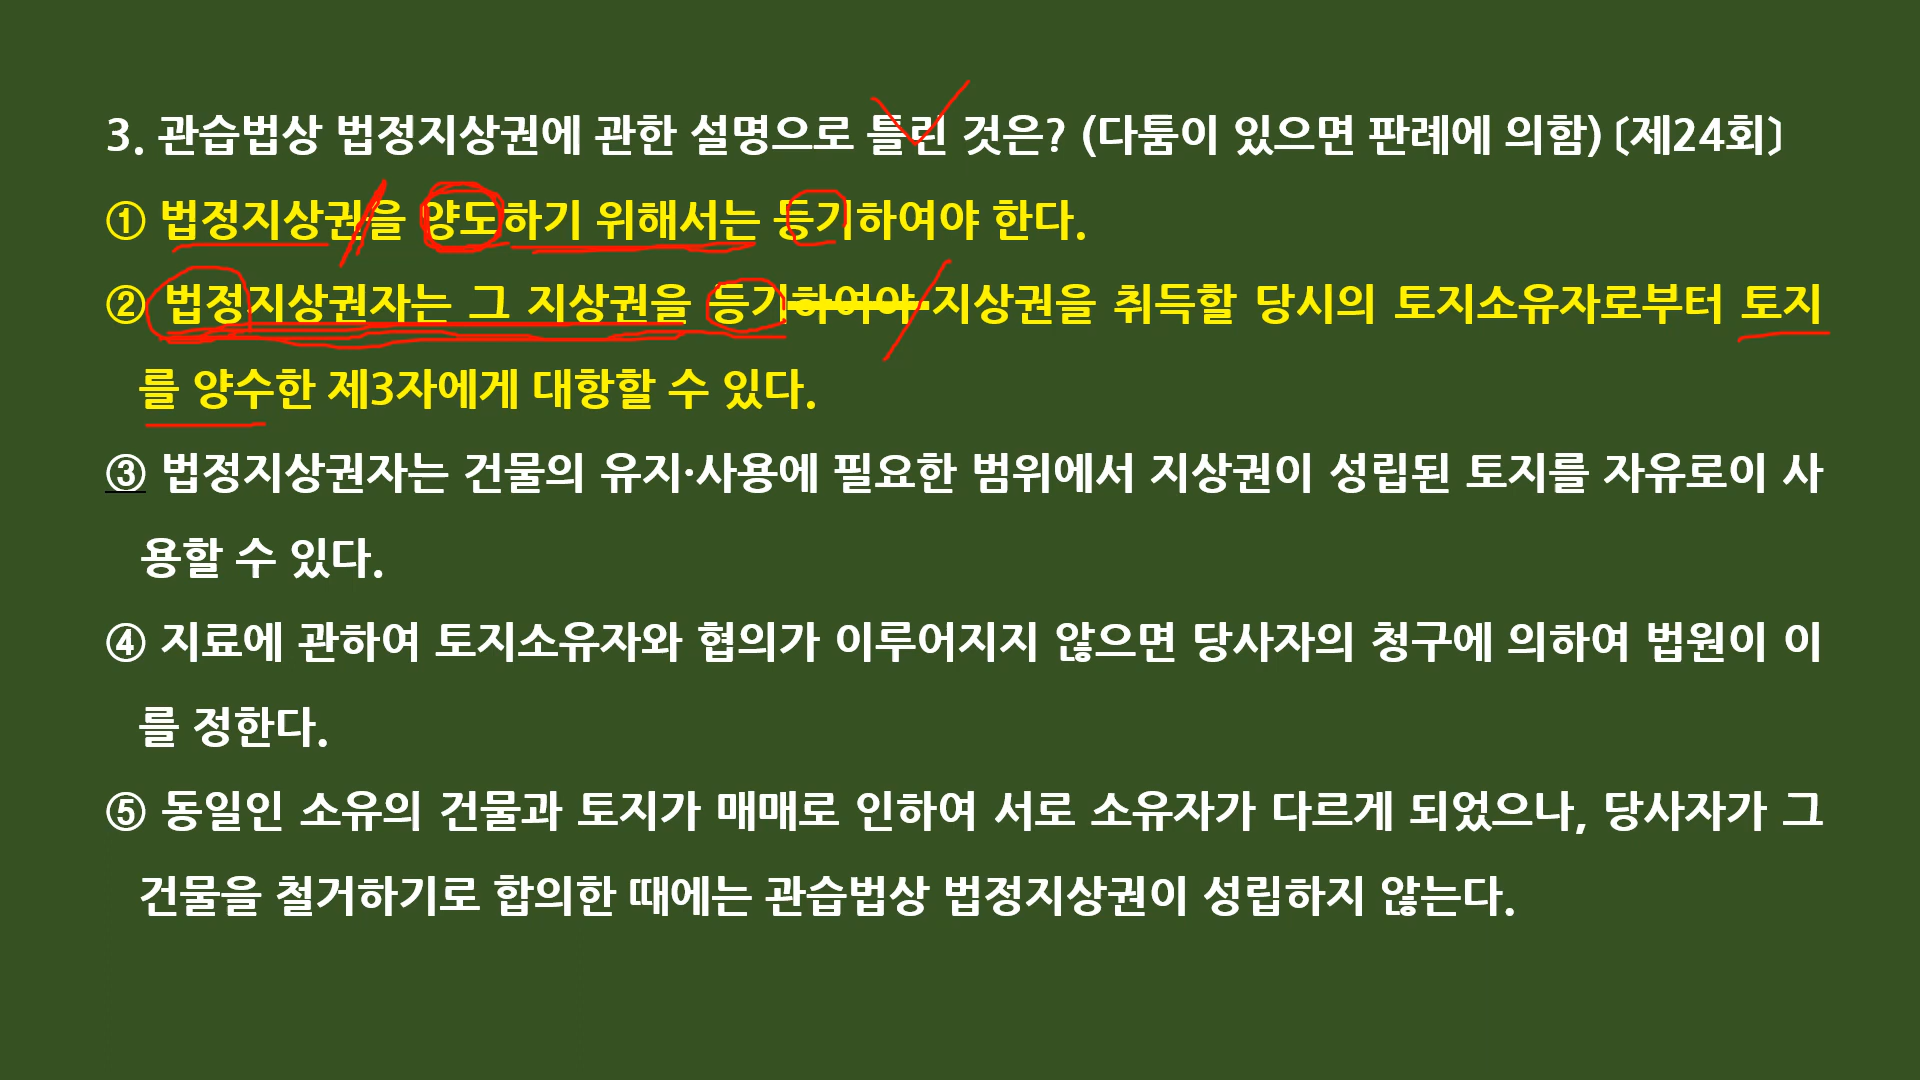 3. 관습법상 법정지상권에 관한 설명으로 틀린 것은? (다툼이 있으면 판례에 의함) 〔제24회〕
① 법정지상권을 양도하기 위해서는 등기하여야 한다.
② 법정지상권자는 그 지상권을 등기하여야 지상권을 취득할 당시의 토지소유자로부터 토지
를 양수한 제3자에게 대항할 수 있다.
③ 법정지상권자는 건물의 유지·사용에 필요한 범위에서 지상권이 성립된 토지를 자유로이 사
용할 수 있다.
④ 지료에 관하여 토지소유자와 협의가 이루어지지 않으면 당사자의 청구에 의하여 법원이 이
를 정한다.
⑤ 동일인 소유의 건물과 토지가 매매로 인하여 서로 소유자가 다르게 되었으나, 당사자가 그
건물을 철거하기로 합의한 때에는 관습법상 법정지상권이 성립하지 않는다.